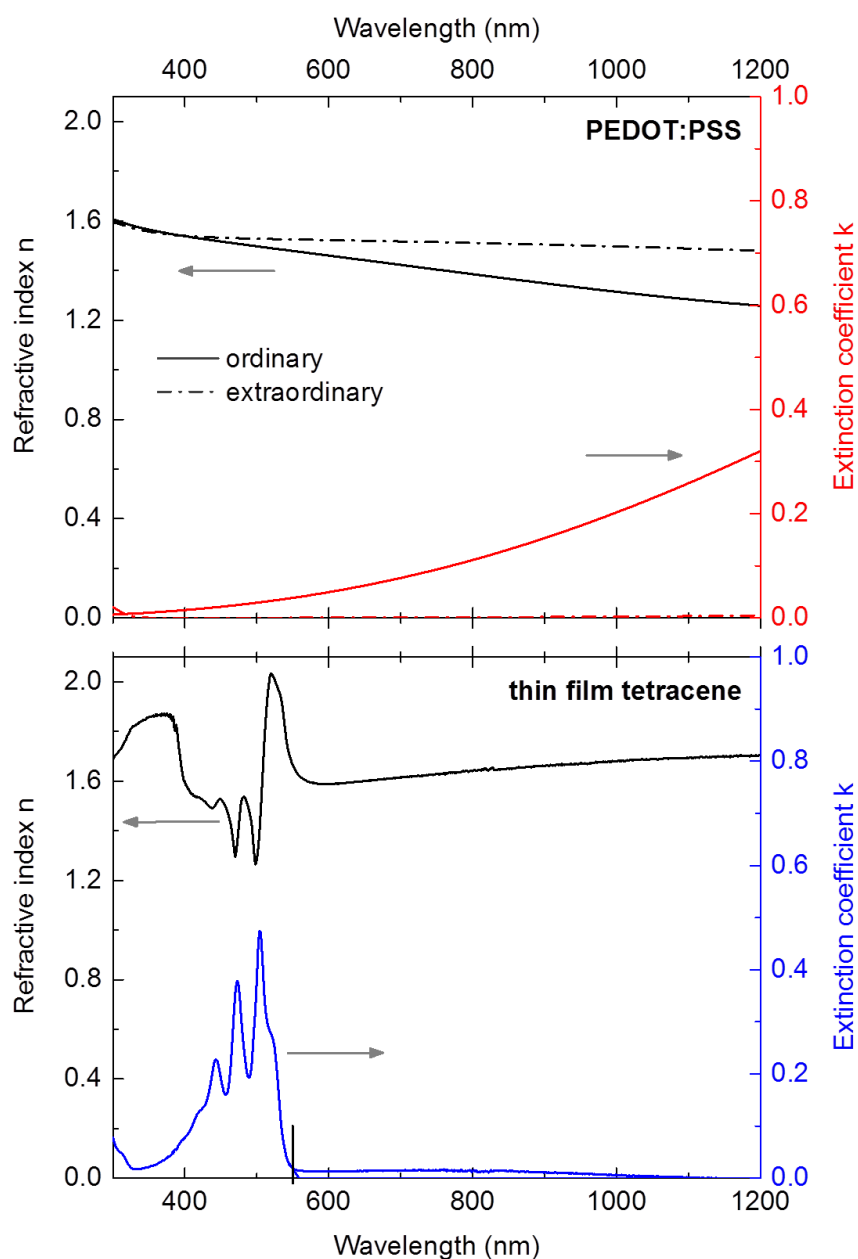 Wavelength (nm)
400 600 800 1000 1200
PEDOT:PSS
Refractive index n
2.0
1.6
1.2
0.8
0.4
0.0
ordinary
extraordinary
1.0
0.8
0.6
0.4
0.2
0.0
Extinction coefficient k
thin film tetracene
Refractive index n
2.0
1.6
1.2
0.8
0.4
0.0
1.0
0.8
0.6
0.4
0.2
0.0
Extinction coefficient k
400 600 800 1000 1200
Wavelength (nm)